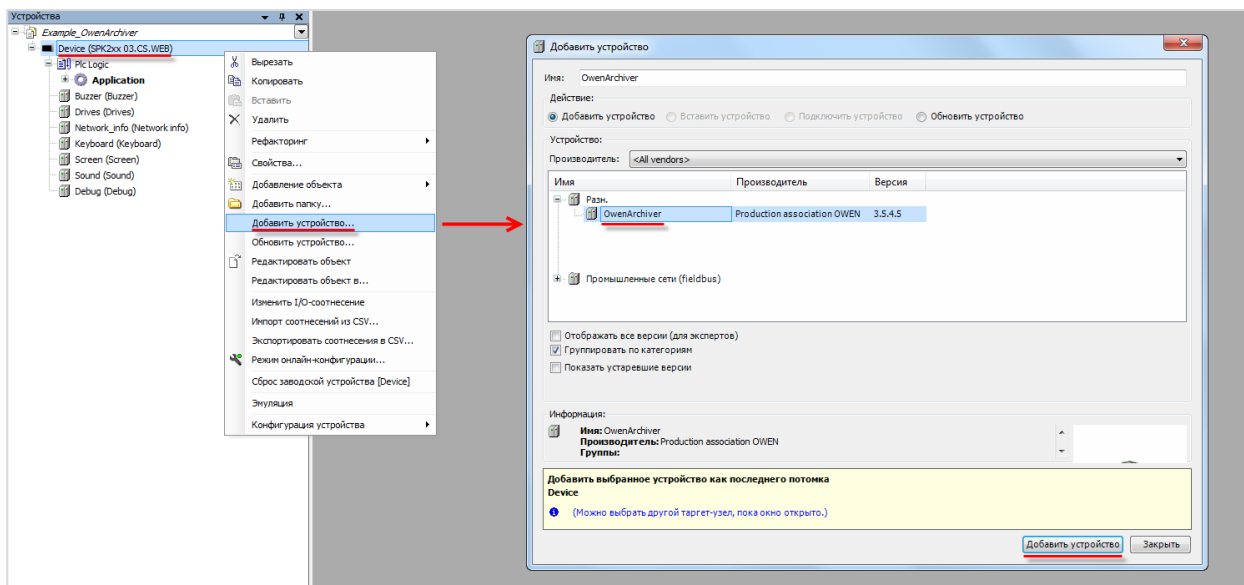 Устройства
Example_OwenArchiver
Device (SPK2xx 03.CS.WEB)
Plc Logic
Application
Buzzer (Buzzer)
Drives (Drives)
Network_info (Network info)
Keyboard (Keyboard)
Screen (Screen)
Sound (Sound)
Debug (Debug)
Вырезать
Копировать
Вставить
Удалить
Рефакторинг
Свойства...
Добавление объекта
Добавить папку...
Добавить устройство...
Обновить устройство...
Редактировать объект
Редактировать объект в...
Изменить I/O-соотнесение
Импорт соотнесений из CSV...
Экспортировать соотнесения в CSV...
Режим онлайн-конфигурации...
Сброс заводской устройства [Device]
Эмуляция
Конфигурация устройства
Добавить устройство
Имя: OwenArchiver
Действие:
Добавить устройство Вставить устройство Подключить устройство Обновить устройство
Устройство:
Производитель: <All vendors>
Имя Производитель Версия
Разн.
OwenArchiver Production association OWEN 3.5.4.5
Промышленные сети (fieldbus)
Отображать все версии (для экспертов)
Группировать по категориям
Показать устаревшие версии
Информация:
Имя: OwenArchiver
Производитель: Production association OWEN
Группы:
Добавить выбранное устройство как последнего потомка
Device
(Можно выбрать другой таргет-узел, пока окно открыто.)
Добавить устройство Закрыть